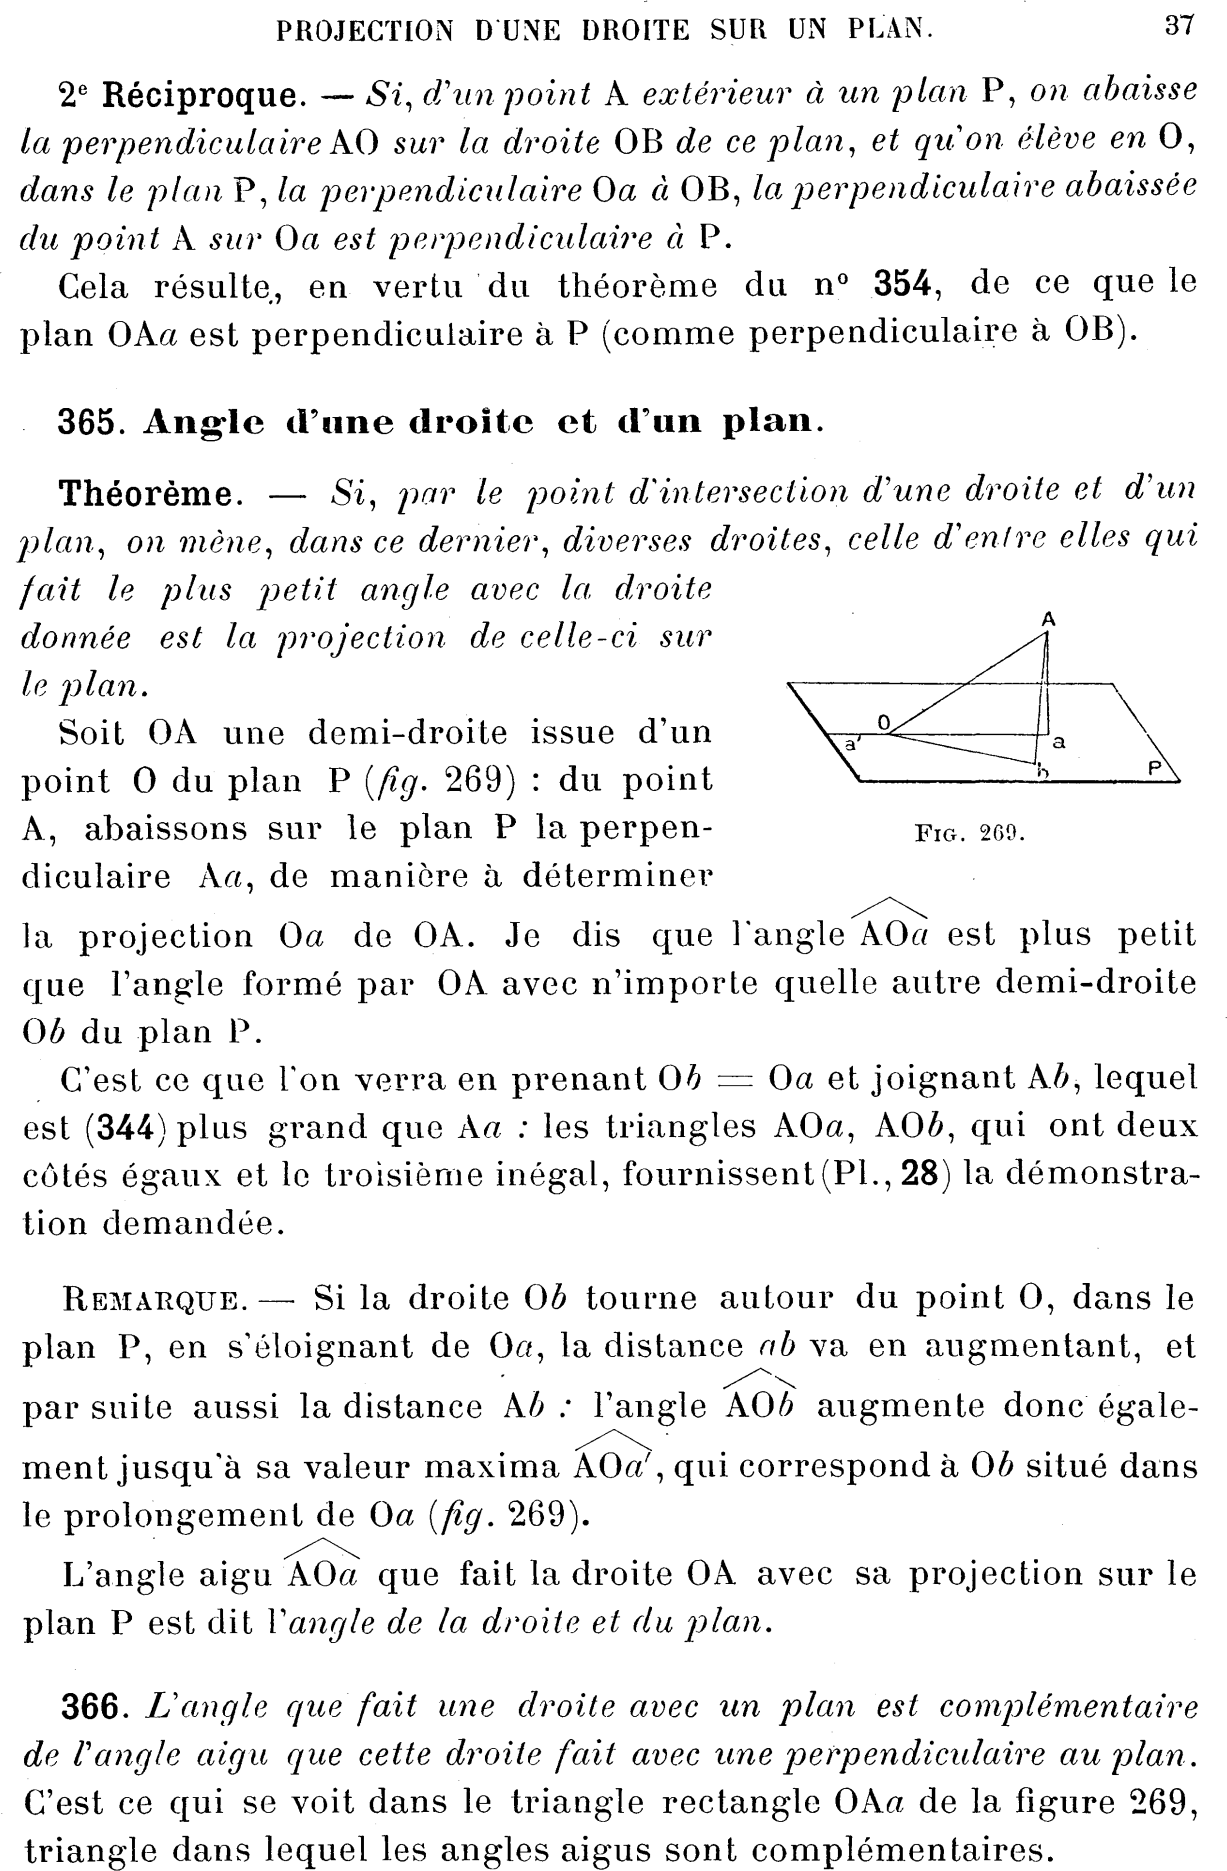 PROJECTION D'UNE DROITE SUR UN PLAN. 37
2e Réciproque. — Si, d'un point A extérieur à un plan P, on abaisse
la perpendiculaire AO sur la droite OB de ce plan, et qu'on élève en O,
dans le plan P, la perpendiculaire Oa à OB, la perpendiculaire abaissée
du point A sur Oa est perpendiculaire à P.
Cela résulte, en vertu du théorème du n° 354, de ce que le
plan OAa est perpendiculaire à P (comme perpendiculaire à OB).
365. Angle d'une droite et d'un plan.
Théorème. — Si, par le point d'intersection d'une droite et d'un
plan, on mène, dans ce dernier, diverses droites, celle d'entre elles qui
fait le plus petit angle avec la droite
donnée est la projection de celle-ci sur
le plan.
Soit OA une demi-droite issue d'un
point O du plan P (fig. 269) : du point
A, abaissons sur le plan P la perpen-
diculaire Aa, de manière à déterminer
A
O
a'
a
b
P
FIG. 269.
la projection Oa de OA. Je dis que l'angle AOa est plus petit
que l'angle formé par OA avec n'importe quelle autre demi-droite
Ob du plan P.
C'est ce que l'on verra en prenant Ob = Oa et joignant Ab, lequel
est (344) plus grand que Aa : les triangles AOa, AOb, qui ont deux
côtés égaux et le troisième inégal, fournissent (Pl., 28) la démonstra-
tion demandée.
REMARQUE. — Si la droite Ob tourne autour du point O, dans le
plan P, en s'éloignant de Oa, la distance ab va en augmentant, et
par suite aussi la distance Ab : l'angle AOb augmente donc égale-
ment jusqu'à sa valeur maxima AOa', qui correspond à Ob situé dans
le prolongement de Oa (fig. 269).
L'angle aigu AOa que fait la droite OA avec sa projection sur le
plan P est dit l'angle de la droite et du plan.
366. L'angle que fait une droite avec un plan est complémentaire
de l'angle aigu que cette droite fait avec une perpendiculaire au plan.
C'est ce qui se voit dans le triangle rectangle OAa de la figure 269,
triangle dans lequel les angles aigus sont complémentaires.